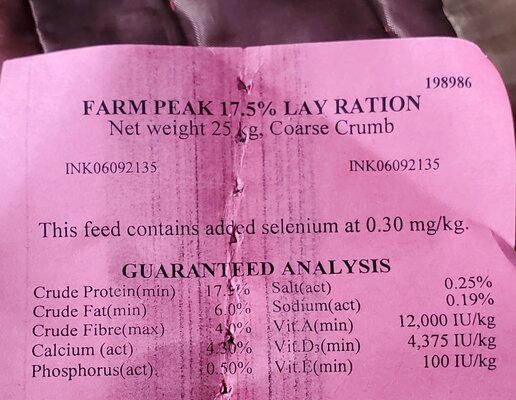 198986
FARM PEAK 17.5% LAY RATION
Net weight 25 kg, Coarse Crumb
INK06092135 INK06092135
This feed contains added selenium at 0.30 mg/kg.
GUARANTEED ANALYSIS
Crude Protein(min) 17.5% Salt(act) 0.25%
Crude Fat(min) 6.0% Sodium(act) 0.19%
Crude Fibre(max) 4.0% Vit.A(min) 12,000 IU/kg
Calcium (act) 4.30% Vit.D3(min) 4,375 IU/kg
Phosphorus(act). 0.50% Vit.E(min) 100 IU/kg